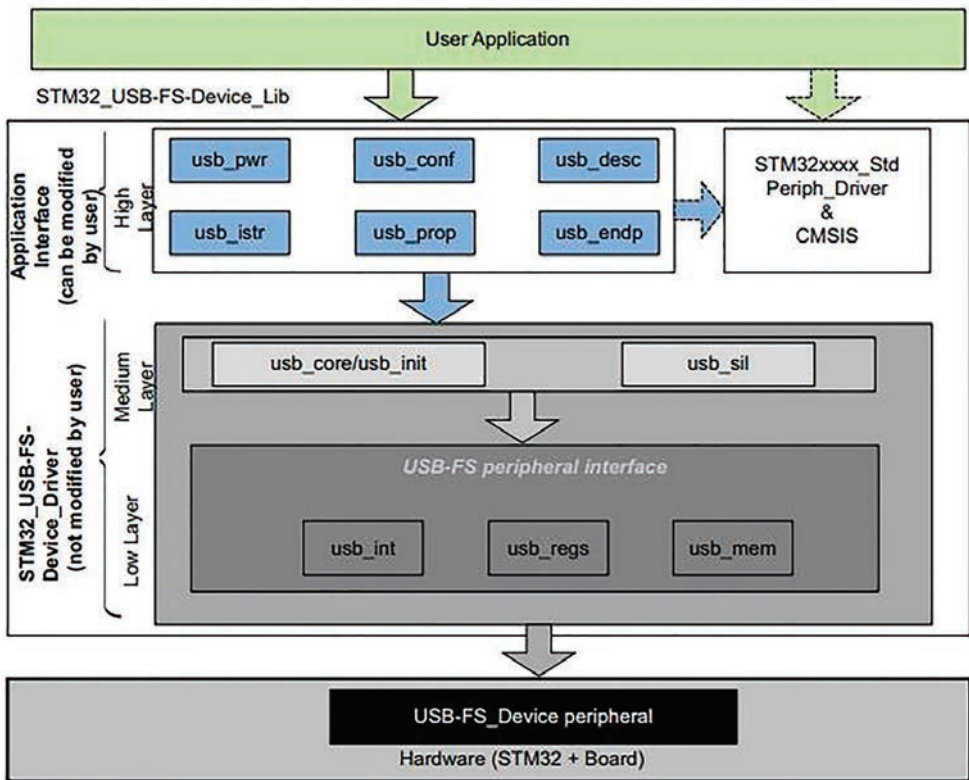 User Application
STM32_USB-FS-Device_Lib
Application
Interface
(can be modified
by user)
High
Layer
usb_pwr
usb_conf
usb_desc
usb_istr
usb_prop
usb_endp
STM32xxxx_Std
Periph_Driver
&
CMSIS
STM32_USB-FS-
Device_Driver
(not modified by user)
Medium
Layer
usb_core/usb_init
usb_sil
Low Layer
USB-FS peripheral interface
usb_int
usb_regs
usb_mem
USB-FS_Device peripheral
Hardware (STM32 + Board)